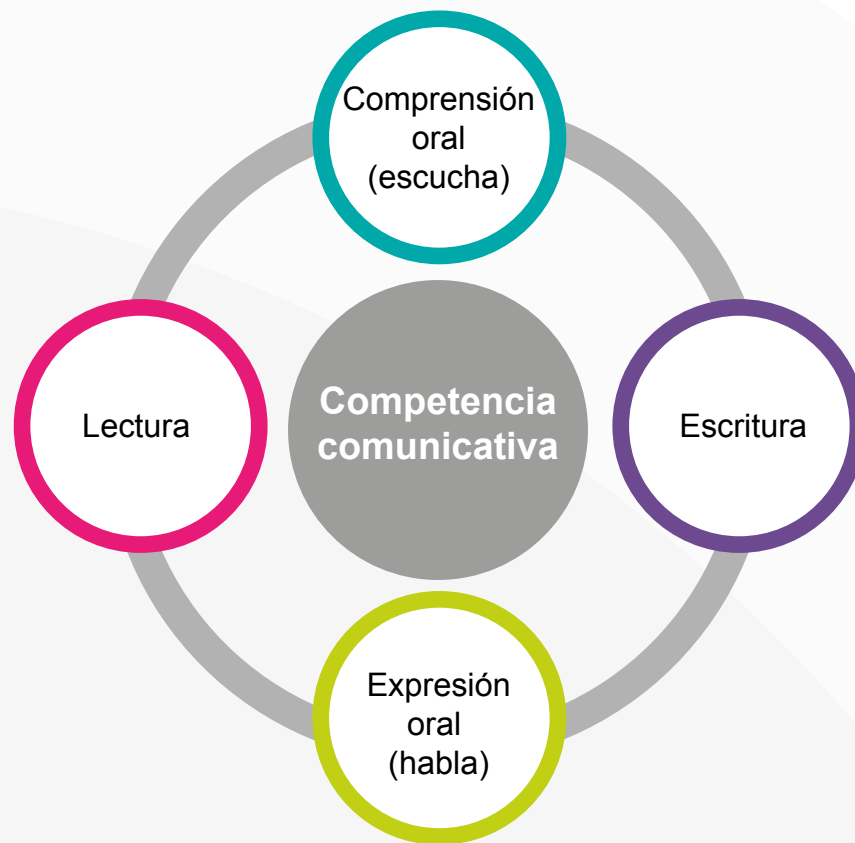 Comprensión
oral
(escucha)
Lectura
Competencia
comunicativa
Escritura
Expresión
oral
(habla)